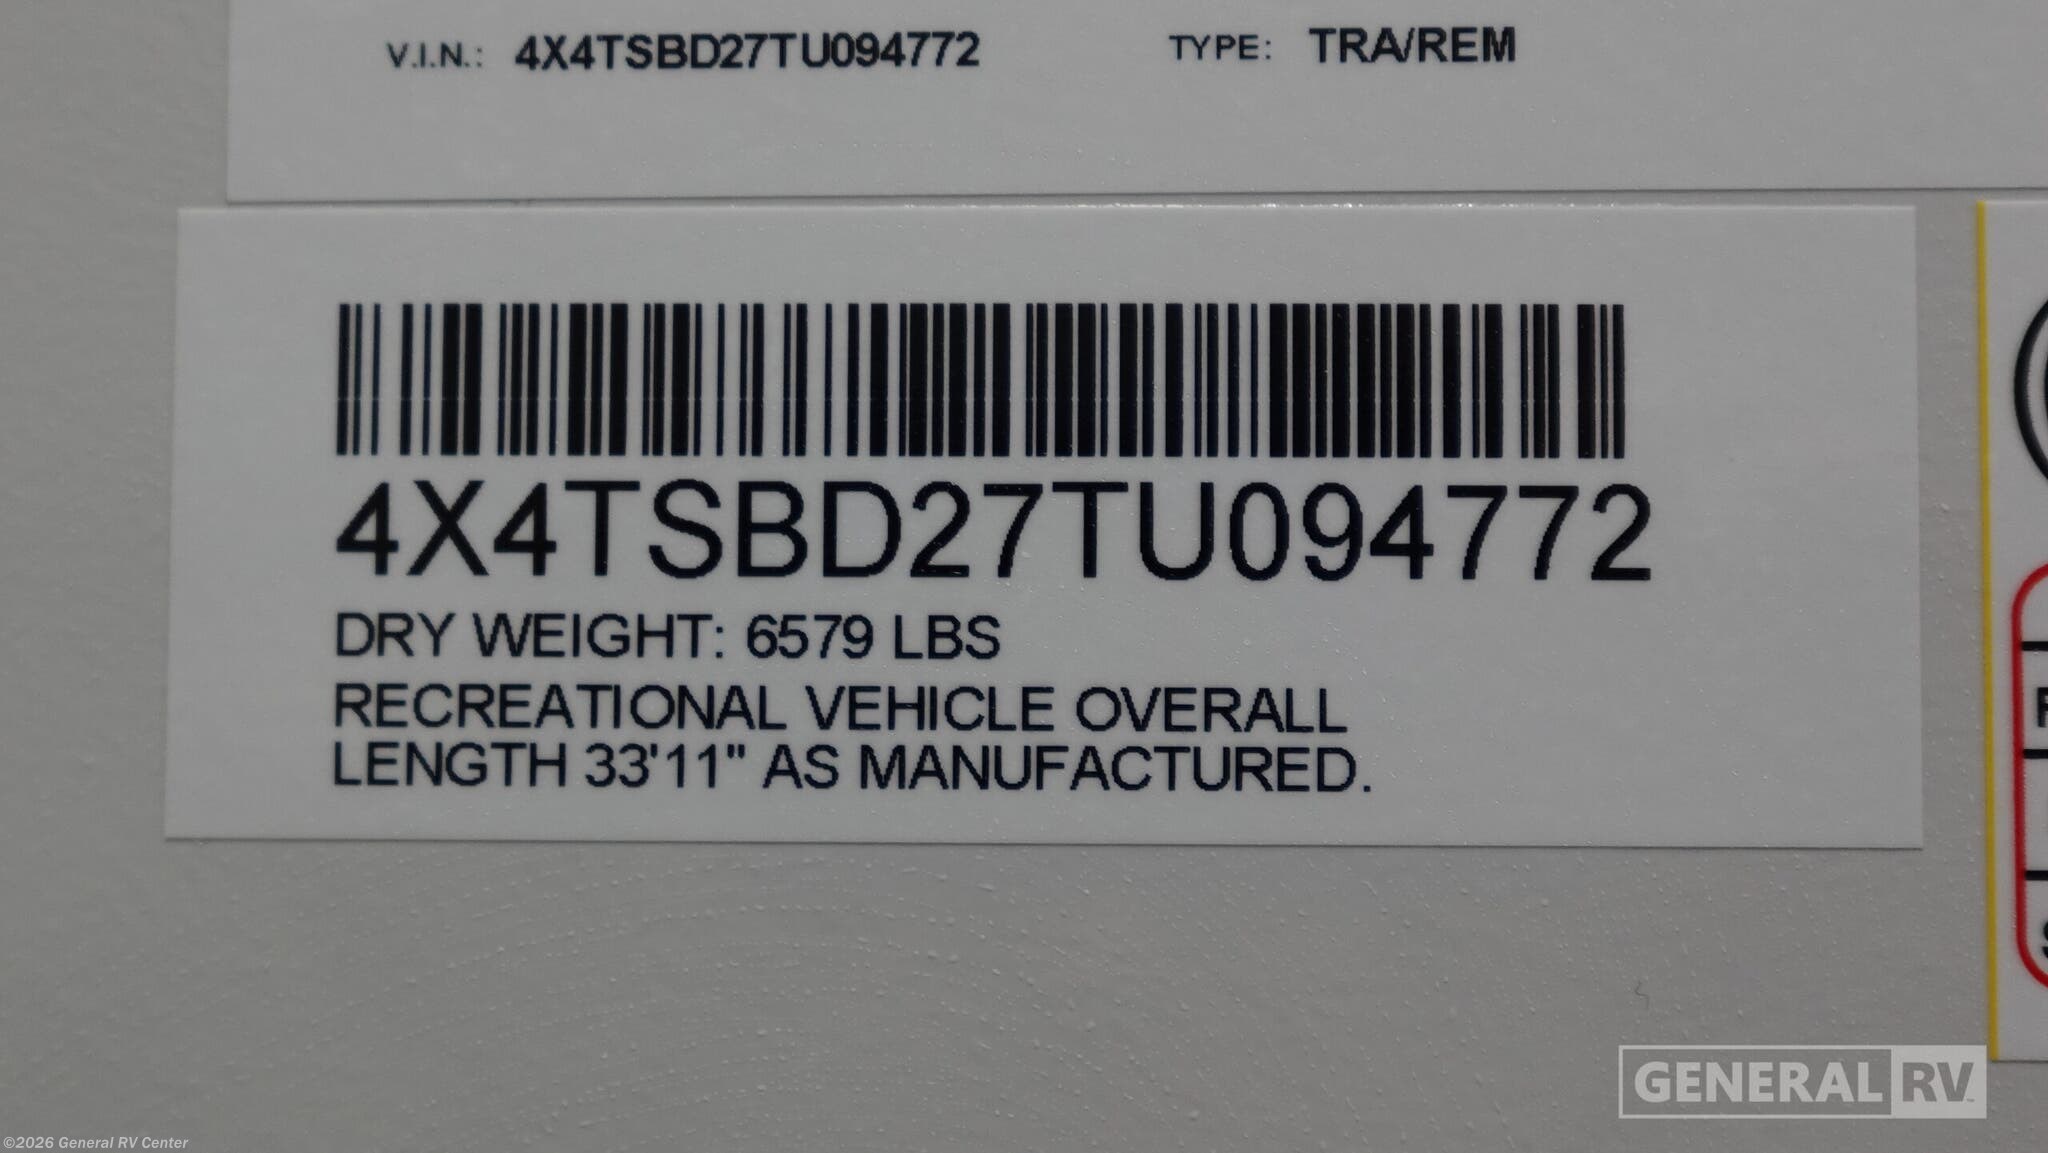 V.I.N.: 4X4TSBD27TU094772 TYPE: TRA/REM
4X4TSBD27TU094772
DRY WEIGHT: 6579 LBS
RECREATIONAL VEHICLE OVERALL
LENGTH 33'11" AS MANUFACTURED.
GENERAL RV
©2026 General RV Center